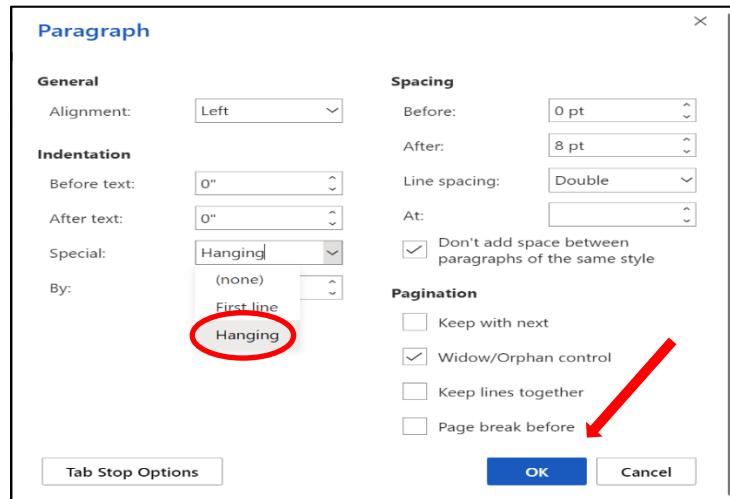 Paragraph
General
Alignment: Left
Indentation
Before text: 0"
After text: 0"
Special: Hanging
(none)
By:
First line
Hanging
Spacing
Before: 0 pt
After: 8 pt
Line spacing: Double
At:
Don't add space between
paragraphs of the same style
Pagination
Keep with next
Widow/Orphan control
Keep lines together
Page break before
Tab Stop Options
OK
Cancel